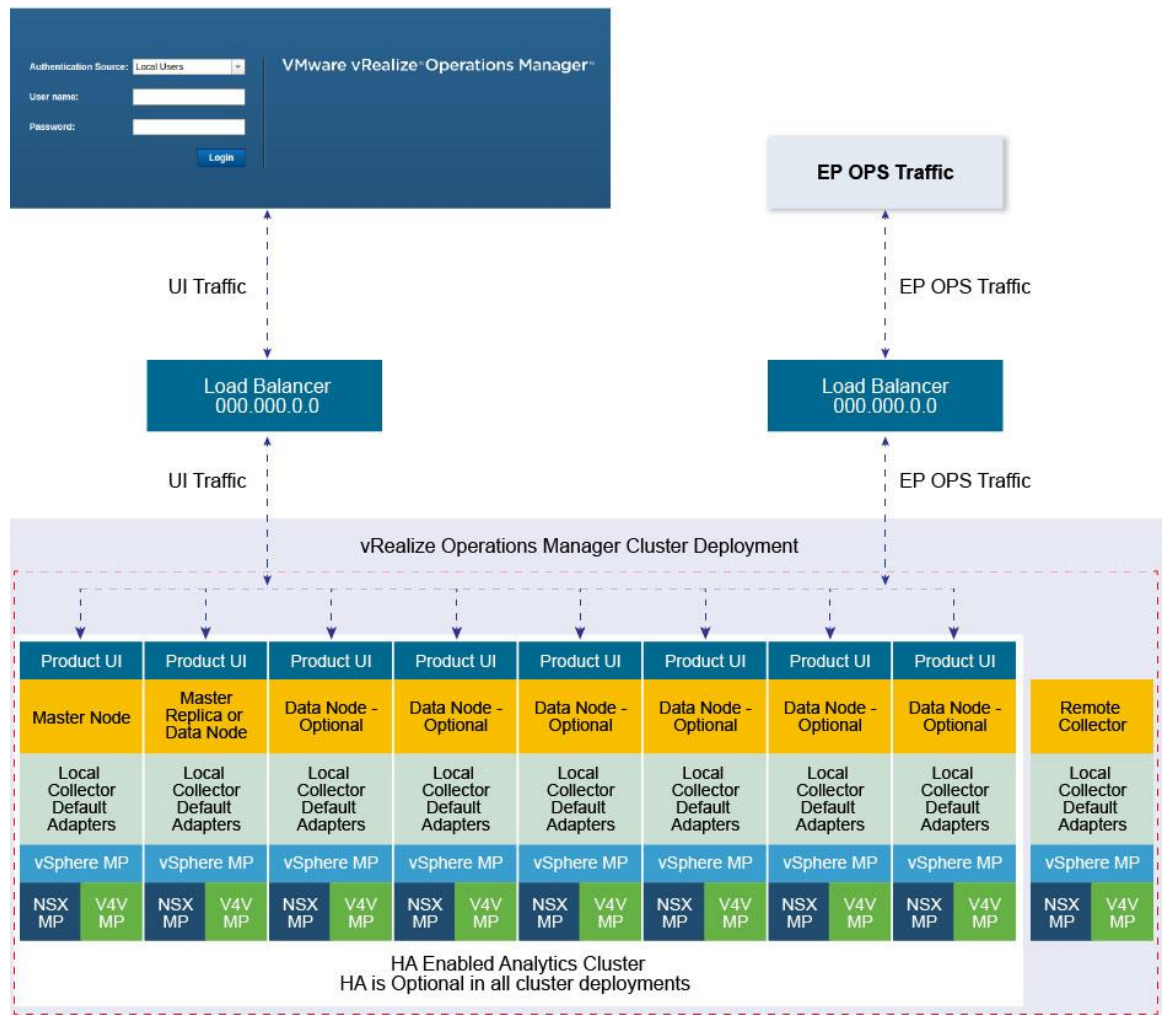 Authentication Source: Local Users
VMware vRealize™ Operations Manager™
User name:
Password:
Login
EP OPS Traffic
UI Traffic
EP OPS Traffic
Load Balancer
000.000.0.0
Load Balancer
000.000.0.0
UI Traffic
EP OPS Traffic
vRealize Operations Manager Cluster Deployment
Product UI
Product UI
Product UI
Product UI
Product UI
Product UI
Product UI
Product UI
Master Node
Master
Replica or
Data Node
Data Node -
Optional
Data Node -
Optional
Data Node -
Optional
Data Node -
Optional
Data Node -
Optional
Data Node -
Optional
Remote
Collector
Local
Collector
Default
Adapters
Local
Collector
Default
Adapters
Local
Collector
Default
Adapters
Local
Collector
Default
Adapters
Local
Collector
Default
Adapters
Local
Collector
Default
Adapters
Local
Collector
Default
Adapters
Local
Collector
Default
Adapters
Local
Collector
Default
Adapters
vSphere MP
vSphere MP
vSphere MP
vSphere MP
vSphere MP
vSphere MP
vSphere MP
vSphere MP
vSphere MP
NSX
MP
V4V
MP
NSX
MP
V4V
MP
NSX
MP
V4V
MP
NSX
MP
V4V
MP
NSX
MP
V4V
MP
NSX
MP
V4V
MP
NSX
MP
V4V
MP
NSX
MP
V4V
MP
NSX
MP
V4V
MP
HA Enabled Analytics Cluster
HA is Optional in all cluster deployments